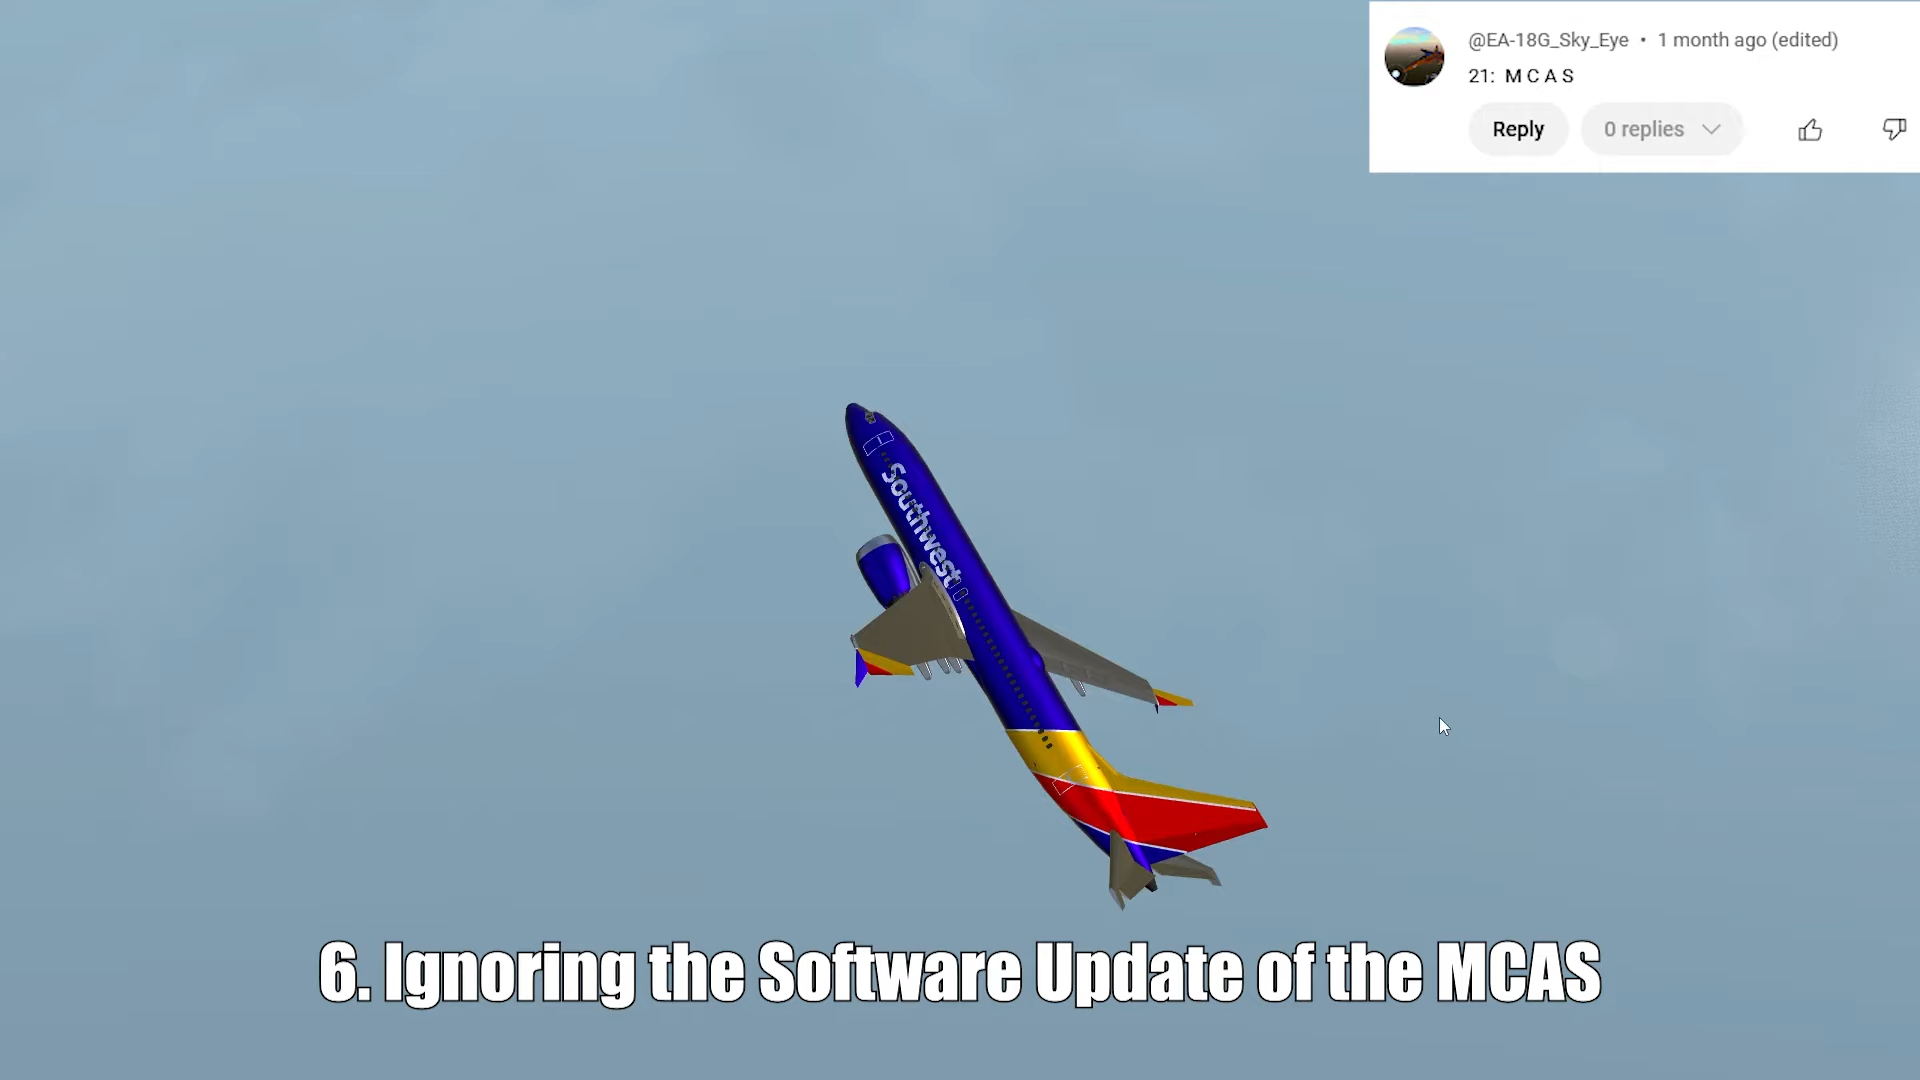 @EA-18G_Sky_Eye • 1 month ago (edited)
21: M C A S
Reply
0 replies
Southwest
6. Ignoring the Software Update of the MCAS